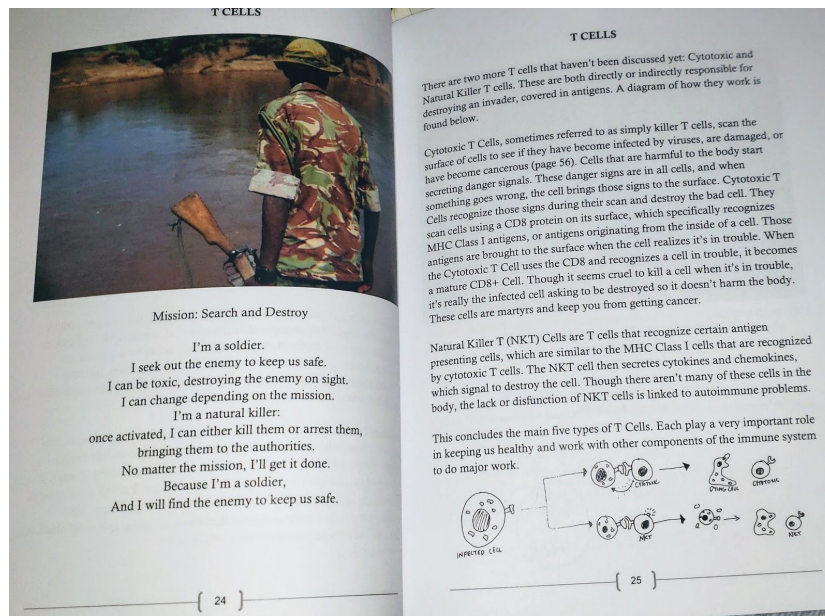 T CELLS
Mission: Search and Destroy
I'm a soldier.
I seek out the enemy to keep us safe.
I can be toxic, destroying the enemy on sight.
I can change depending on the mission.
I'm a natural killer:
once activated, I can either kill them or arrest them,
bringing them to the authorities.
No matter the mission, I'll get it done.
Because I'm a soldier,
And I will find the enemy to keep us safe.
24
T CELLS
There are two more T cells that haven't been discussed yet: Cytotoxic and
Natural Killer T cells. These are both directly or indirectly responsible for
destroying an invader, covered in antigens. A diagram of how they work is
found below.
Cytotoxic T Cells, sometimes referred to as simply killer T cells, scan the
surface of cells to see if they have become infected by viruses, are damaged, or
have become cancerous (page 56). Cells that are harmful to the body start
secreting danger signals. These danger signs are in all cells, and when
something goes wrong, the cell brings those signs to the surface. Cytotoxic T
Cells recognize those signs during their scan and destroy the bad cell. They
scan cells using a CD8 protein on its surface, which specifically recognizes
MHC Class I antigens, or antigens originating from the inside of a cell. Those
antigens are brought to the surface when the cell realizes it's in trouble. When
the Cytotoxic T Cell uses the CD8 and recognizes a cell in trouble, it becomes
a mature CD8+ Cell. Though it seems cruel to kill a cell when it's in trouble,
it's really the infected cell asking to be destroyed so it doesn't harm the body.
These cells are martyrs and keep you from getting cancer.
Natural Killer T (NKT) Cells are T cells that recognize certain antigen
presenting cells, which are similar to the MHC Class I cells that are recognized
by cytotoxic T cells. The NKT cell then secretes cytokines and chemokines,
which signal to destroy the cell. Though there aren't many of these cells in the
body, the lack or disfunction of NKT cells is linked to autoimmune problems.
This concludes the main five types of T Cells. Each play a very important role
in keeping us healthy and work with other components of the immune system
to do major work.
CYTOTOXIC
DYING CELL
CYTOTOXIC
INFECTED CELL
NKT
NKT
25